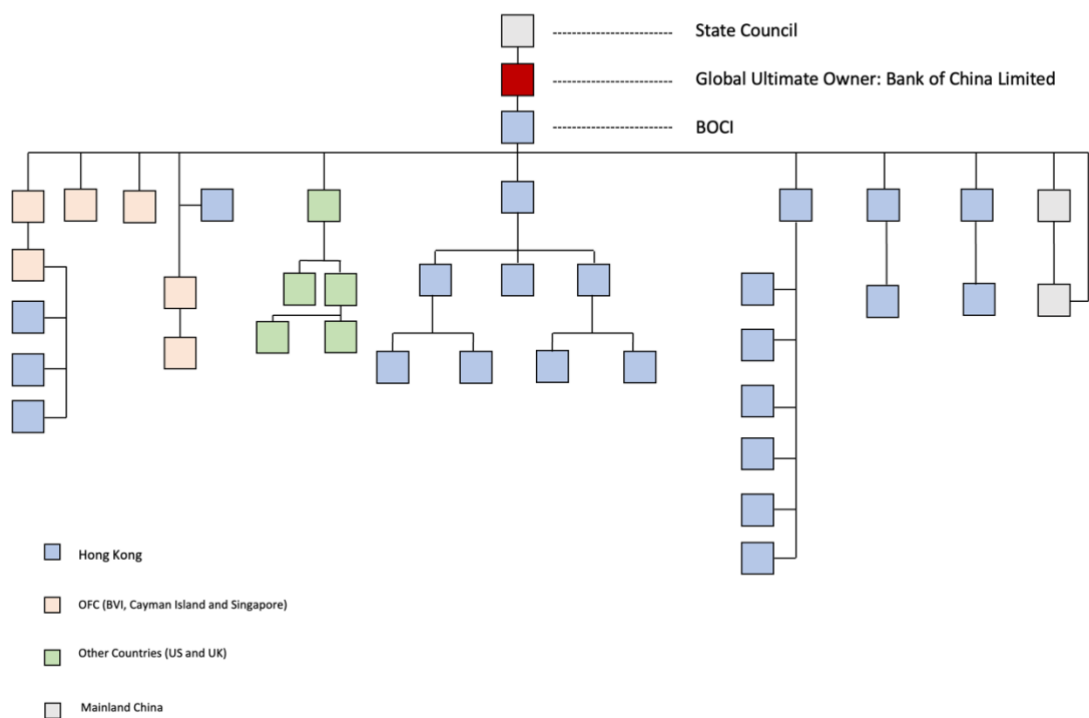 State Council
Global Ultimate Owner: Bank of China Limited
BOCI
Hong Kong
OFC (BVI, Cayman Island and Singapore)
Other Countries (US and UK)
Mainland China